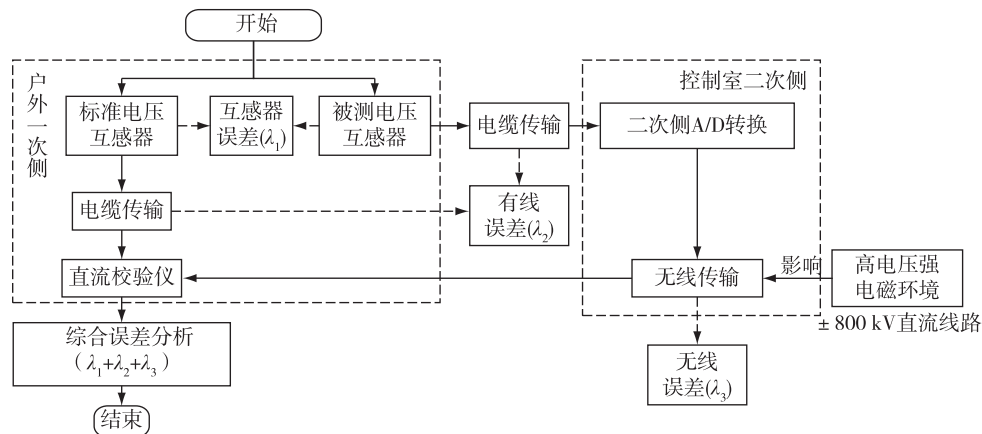 开始
户外一次侧
控制室二次侧
标准电压
互感器
互感器
误差(λ₁)
被测电压
互感器
电缆传输
二次侧A/D转换
电缆传输
有线
误差(λ₂)
直流校验仪
无线传输
影响
高电压强
电磁环境
±800 kV直流线路
综合误差分析
（λ₁+λ₂+λ₃）
无线
误差(λ₃)
结束